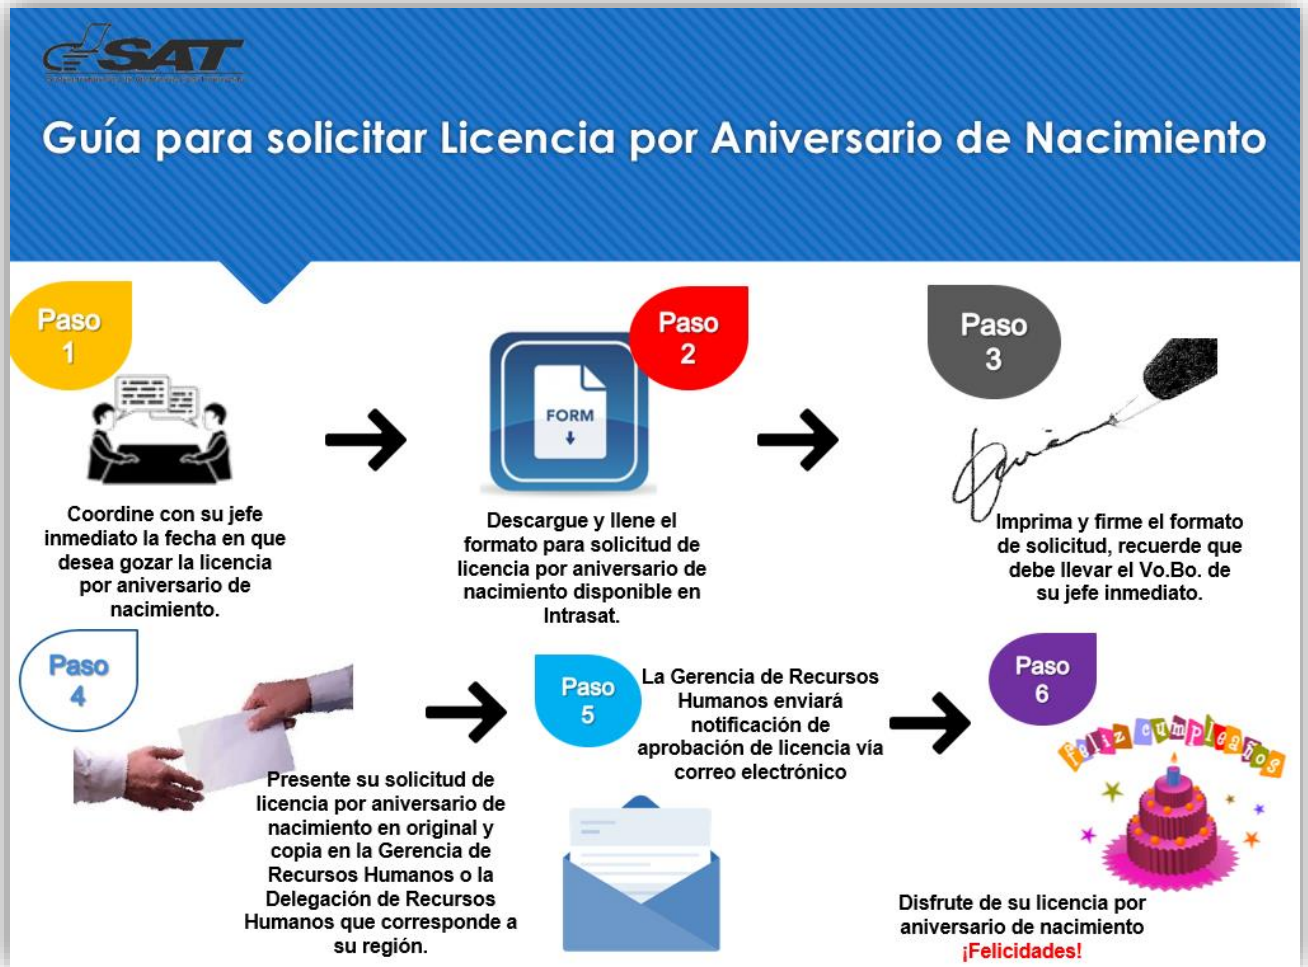 SAT
Guía para solicitar Licencia por Aniversario de Nacimiento
Paso
1
Coordine con su jefe
inmediato la fecha en que
desea gozar la licencia
por aniversario de
nacimiento.
Paso
2
FORM
Descargue y llene el
formato para solicitud de
licencia por aniversario de
nacimiento disponible en
Intrasat.
Paso
3
Imprima y firme el formato
de solicitud, recuerde que
debe llevar el Vo.Bo. de
su jefe inmediato.
Paso
4
Presente su solicitud de
licencia por aniversario de
nacimiento en original y
copia en la Gerencia de
Recursos Humanos o la
Delegación de Recursos
Humanos que corresponde a
su región.
Paso
5
La Gerencia de Recursos
Humanos enviará
notificación de
aprobación de licencia vía
correo electrónico
Paso
6
feliz cumpleaños
Disfrute de su licencia por
aniversario de nacimiento
¡Felicidades!